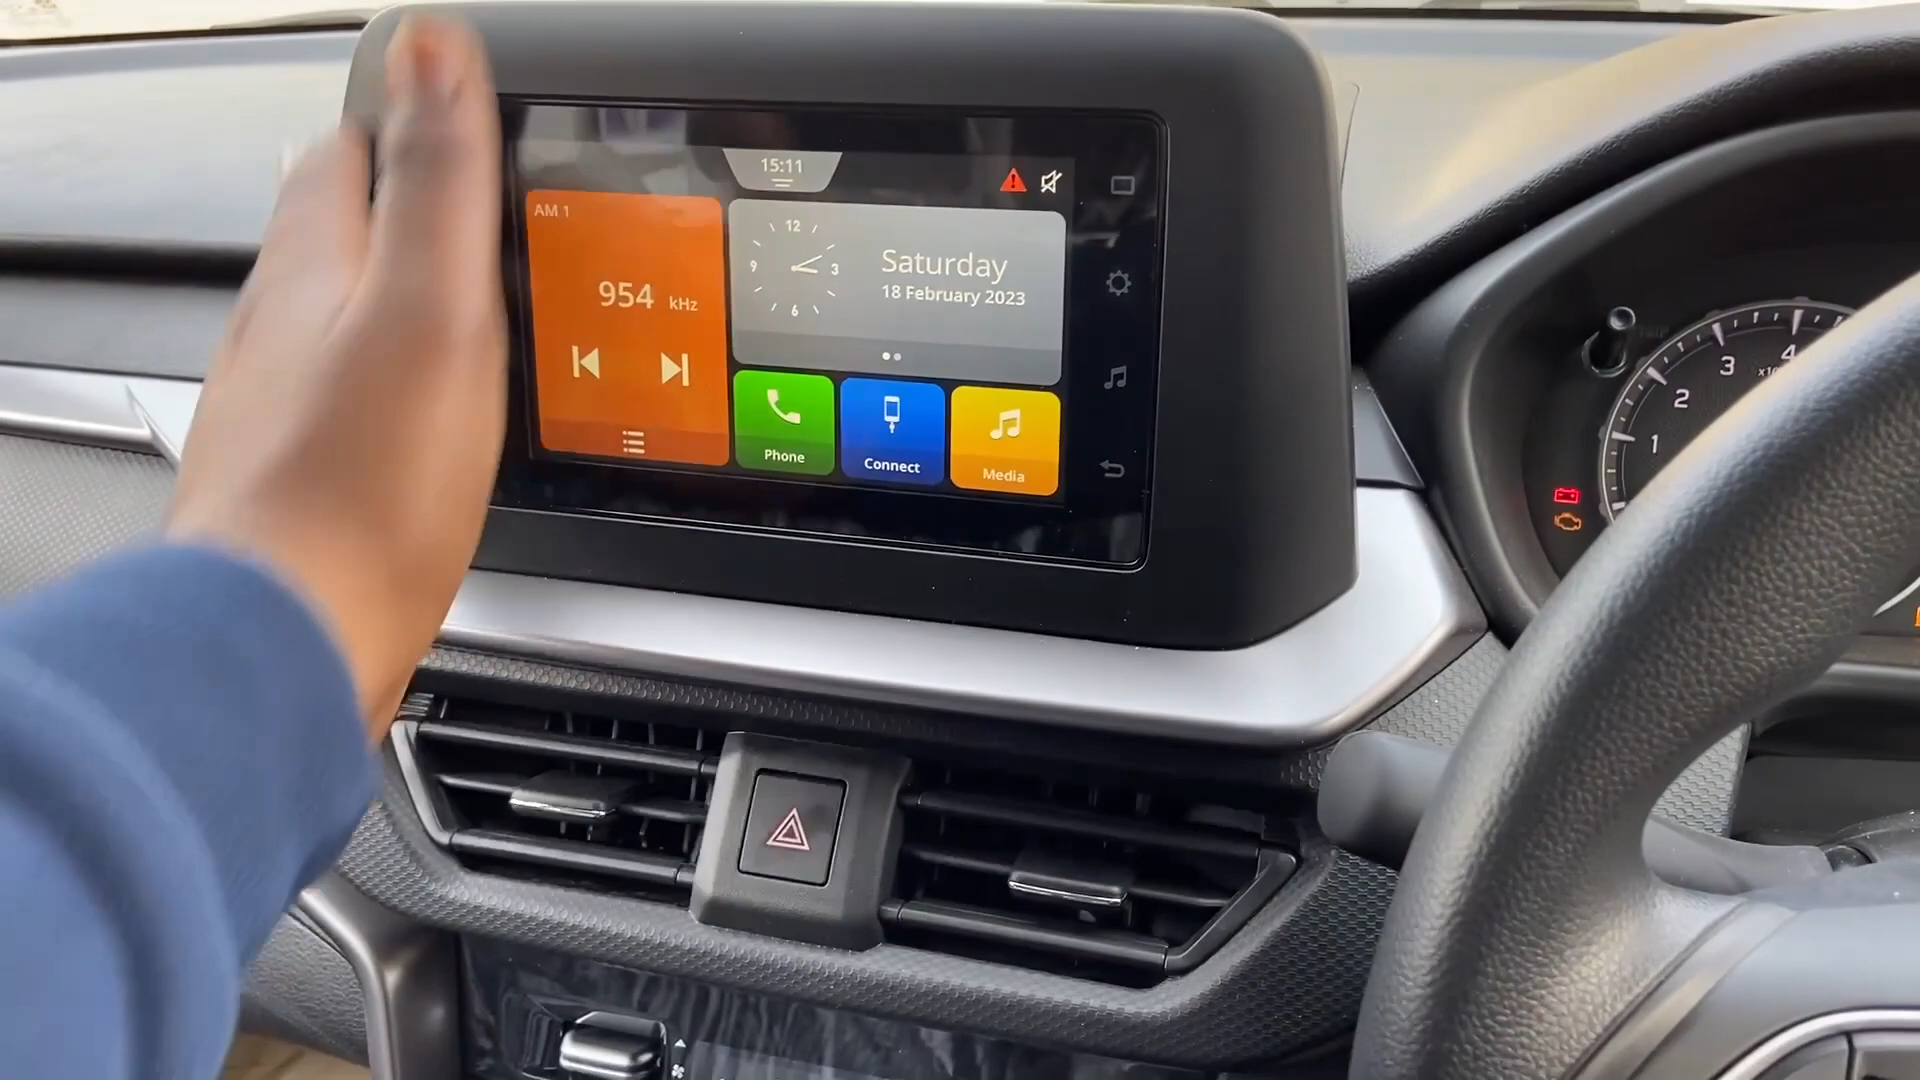 15:11
AM 1
954 kHz
12
9
3
6
Saturday
18 February 2023
Phone
Connect
Media
1
2
3
4